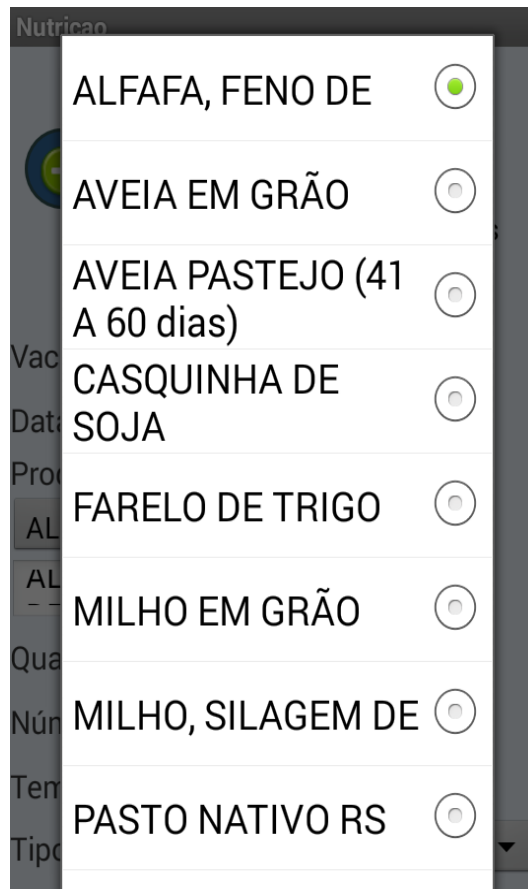 Nutricao
ALFAFA, FENO DE
AVEIA EM GRÃO
AVEIA PASTEJO (41
A 60 dias)
CASQUINHA DE
SOJA
FARELO DE TRIGO
MILHO EM GRÃO
MILHO, SILAGEM DE
PASTO NATIVO RS